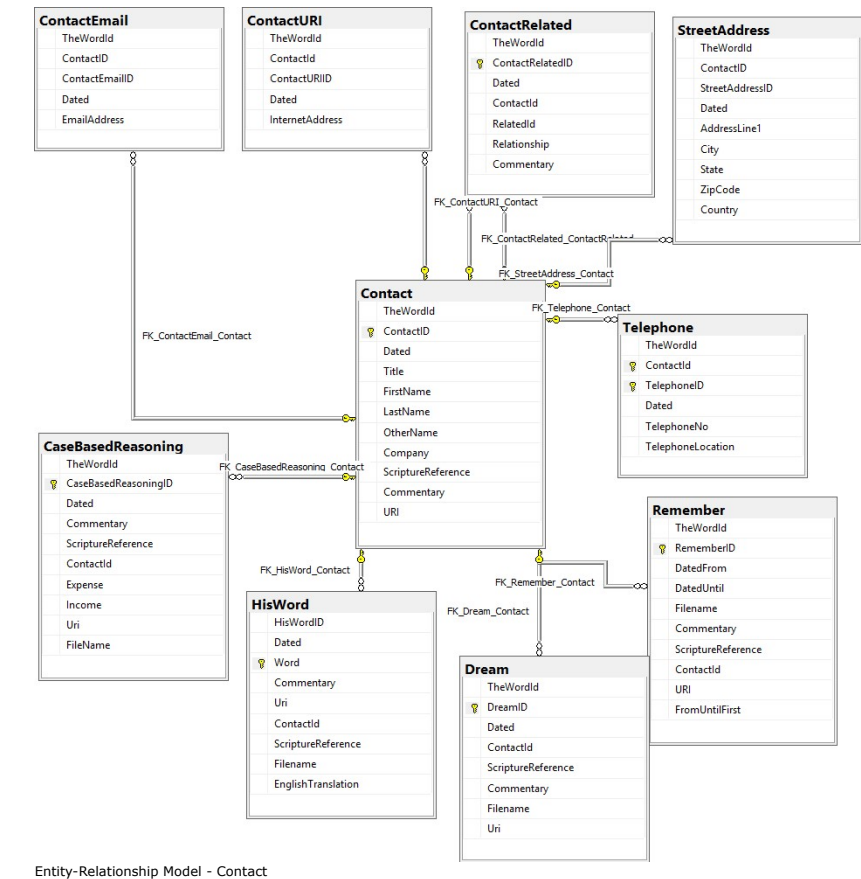 ContactEmail
TheWordId
ContactID
ContactEmailID
Dated
EmailAddress
ContactURI
TheWordId
ContactId
ContactURIID
Dated
InternetAddress
ContactRelated
TheWordId
ContactRelatedID
Dated
ContactId
RelatedId
Relationship
Commentary
StreetAddress
TheWordId
ContactID
StreetAddressID
Dated
AddressLine1
City
State
ZipCode
Country
FK_ContactURI_Contact
FK_ContactRelated_ContactRelated
FK_StreetAddress_Contact
FK_Telephone_Contact
FK_ContactEmail_Contact
Contact
TheWordId
ContactID
Dated
Title
FirstName
LastName
OtherName
Company
ScriptureReference
Commentary
URI
Telephone
TheWordId
ContactId
TelephoneID
Dated
TelephoneNo
TelephoneLocation
CaseBasedReasoning
TheWordId
CaseBasedReasoningID
Dated
Commentary
ScriptureReference
ContactId
Expense
Income
Uri
FileName
FK_CaseBasedReasoning_Contact
FK_HisWord_Contact
FK_Remember_Contact
FK_Dream_Contact
HisWord
HisWordID
Dated
Word
Commentary
Uri
ContactId
ScriptureReference
Filename
EnglishTranslation
Remember
TheWordId
RememberID
DatedFrom
DatedUntil
Filename
Commentary
ScriptureReference
ContactId
URI
FromUntilFirst
Dream
TheWordId
DreamID
Dated
ContactId
ScriptureReference
Commentary
Filename
Uri
Entity-Relationship Model - Contact